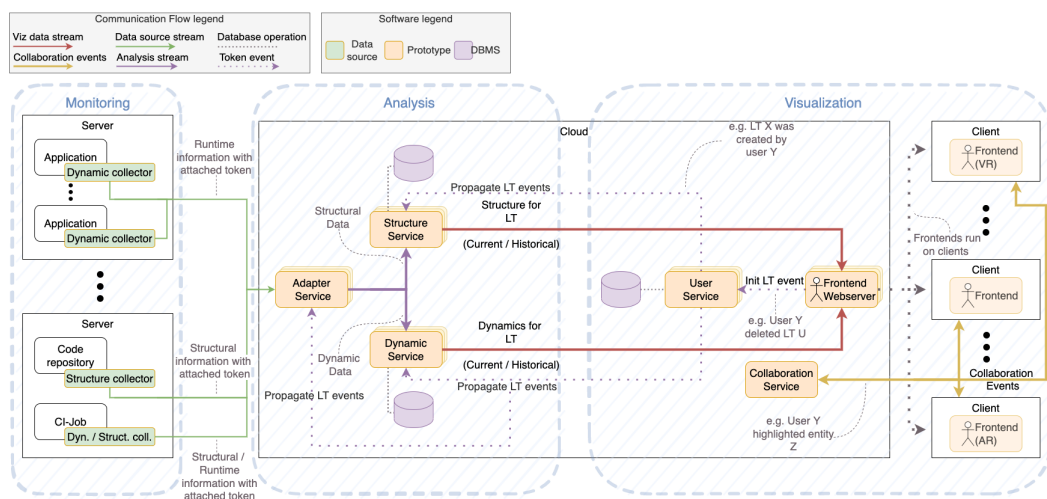 Communication Flow legend
Viz data stream
Data source stream
Database operation
Collaboration events
Analysis stream
Token event
Software legend
Data
source
Prototype
DBMS
Monitoring
Analysis
Visualization
Server
Application
Dynamic collector
Application
Dynamic collector
Runtime
information with
attached token
Server
Code
repository
Structure collector
CI-Job
Dyn. / Struct. coll.
Structural
information with
attached token
Structural /
Runtime
information with
attached token
Cloud
e.g. LT X was
created by
user Y
Propagate LT events
Structural
Data
Structure
Service
Structure for
LT
(Current / Historical)
Adapter
Service
User
Service
Init LT event
Frontend
Webserver
e.g. User Y
deleted LT U
Dynamic
Data
Dynamic
Service
Dynamics for
LT
(Current / Historical)
Propagate LT events
Propagate LT events
Collaboration
Service
e.g. User Y
highlighted entity
Z
Client
Frontend
(VR)
Frontends run
on clients
Client
Frontend
Collaboration
Events
Client
Frontend
(AR)